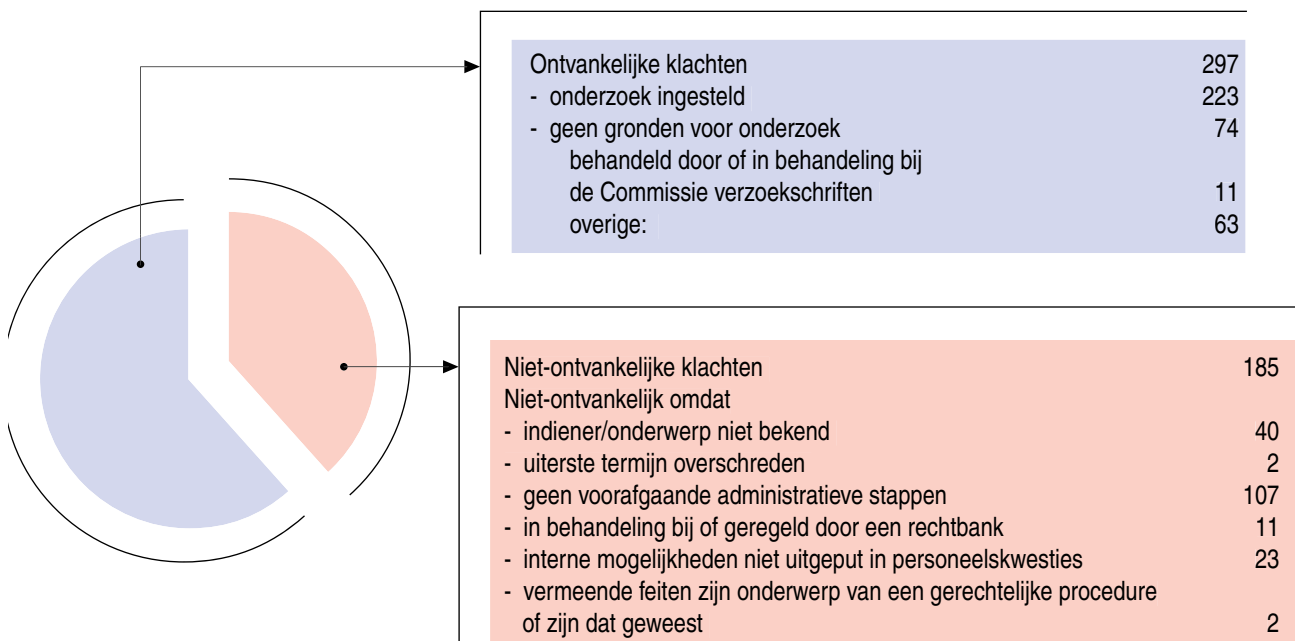 Ontvankelijke klachten 297
- onderzoek ingesteld 223
- geen gronden voor onderzoek 74
behandeld door of in behandeling bij
de Commissie verzoekschriften 11
overige: 63
Niet-ontvankelijke klachten 185
Niet-ontvankelijk omdat
- indiener/onderwerp niet bekend 40
- uiterste termijn overschreden 2
- geen voorafgaande administratieve stappen 107
- in behandeling bij of geregeld door een rechtbank 11
- interne mogelijkheden niet uitgeput in personeelskwesties 23
- vermeende feiten zijn onderwerp van een gerechtelijke procedure
of zijn dat geweest 2